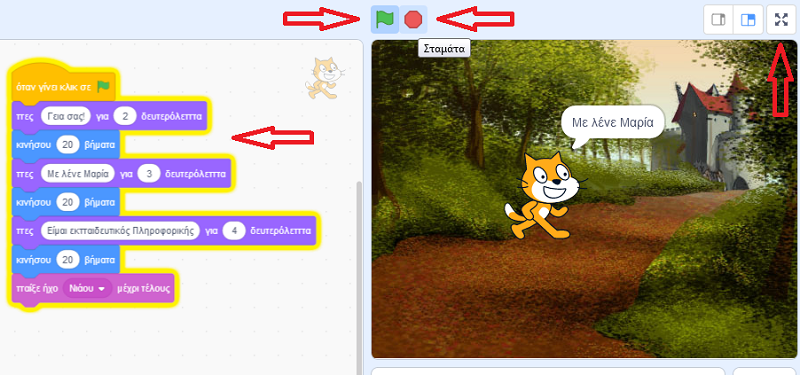 Σταμάτα
όταν γίνει κλικ σε
πες Γεια σας! για 2 δευτερόλεπτα
κινήσου 20 βήματα
πες Με λένε Μαρία για 3 δευτερόλεπτα
κινήσου 20 βήματα
πες Είμαι εκπαιδευτικός Πληροφορικής για 4 δευτερόλεπτα
κινήσου 20 βήματα
παίξε ήχο Νιάου μέχρι τέλους
Με λένε Μαρία